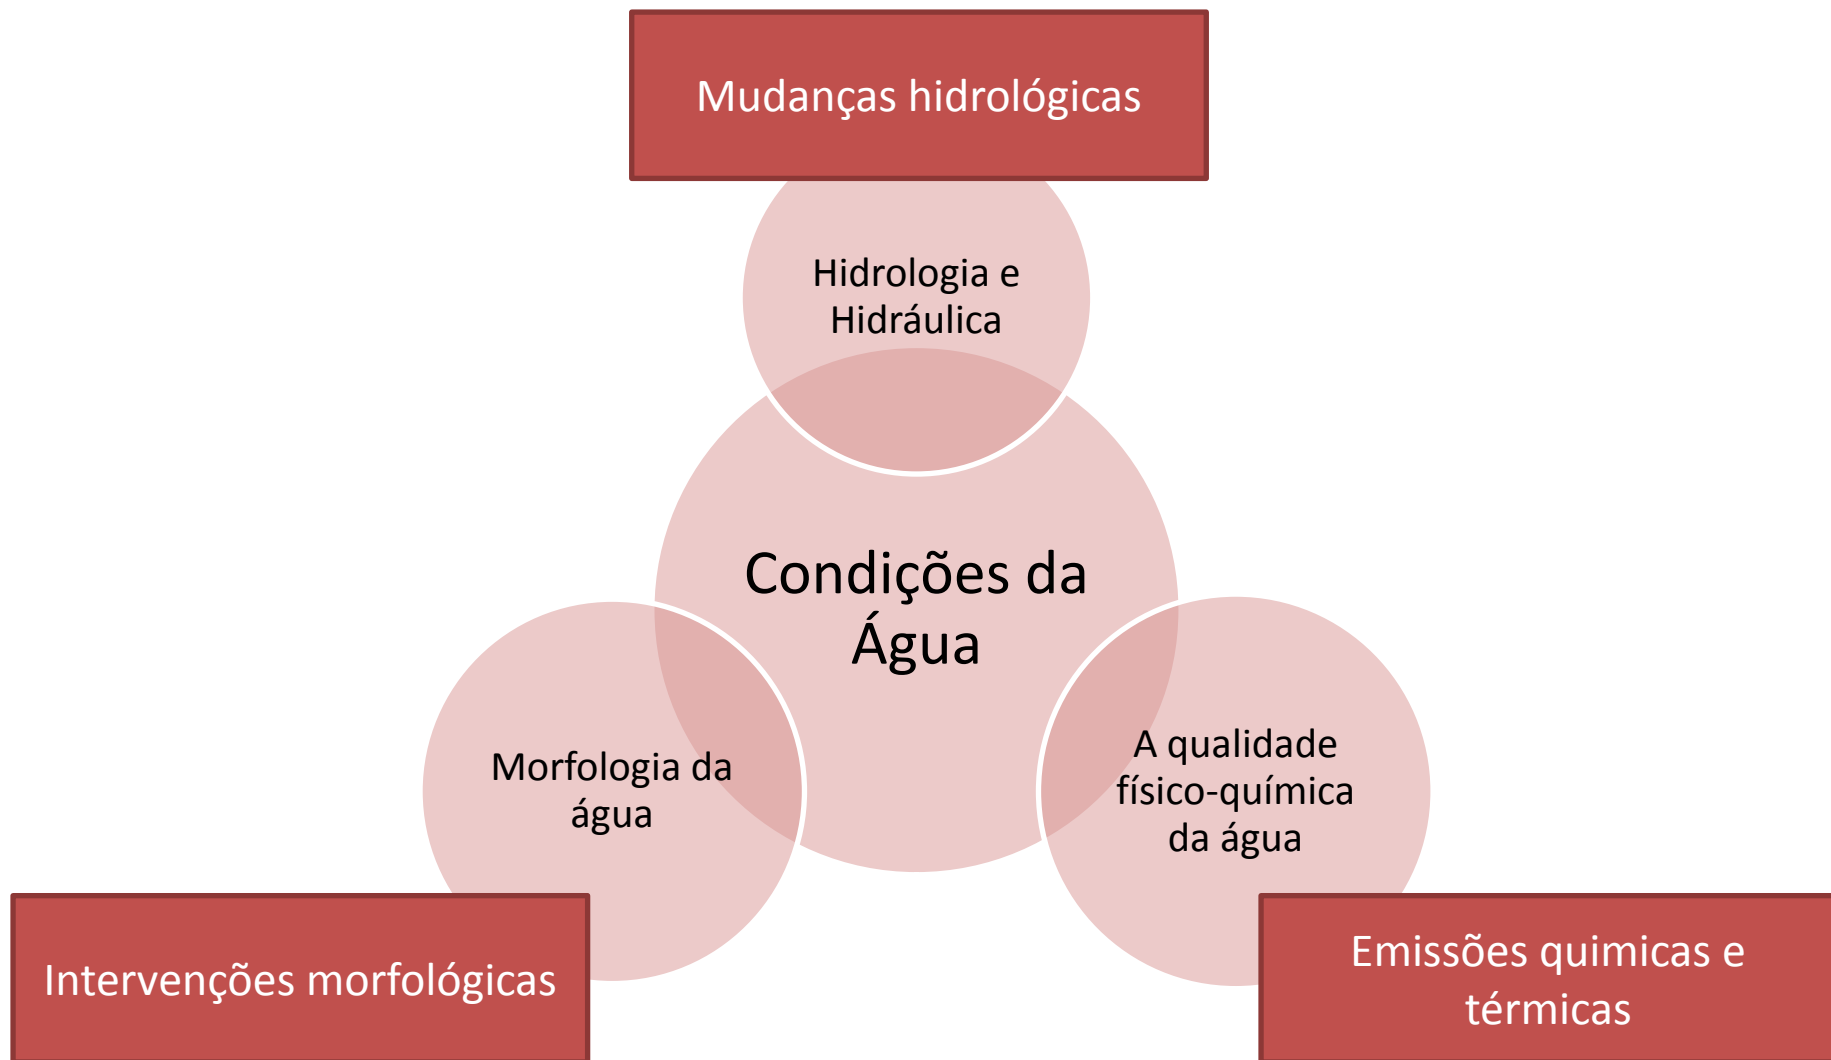 Mudanças hidrológicas
Hidrologia e
Hidráulica
Condições da
Água
Morfologia da
água
A qualidade
físico-química
da água
Intervenções morfológicas
Emissões quimicas e
térmicas